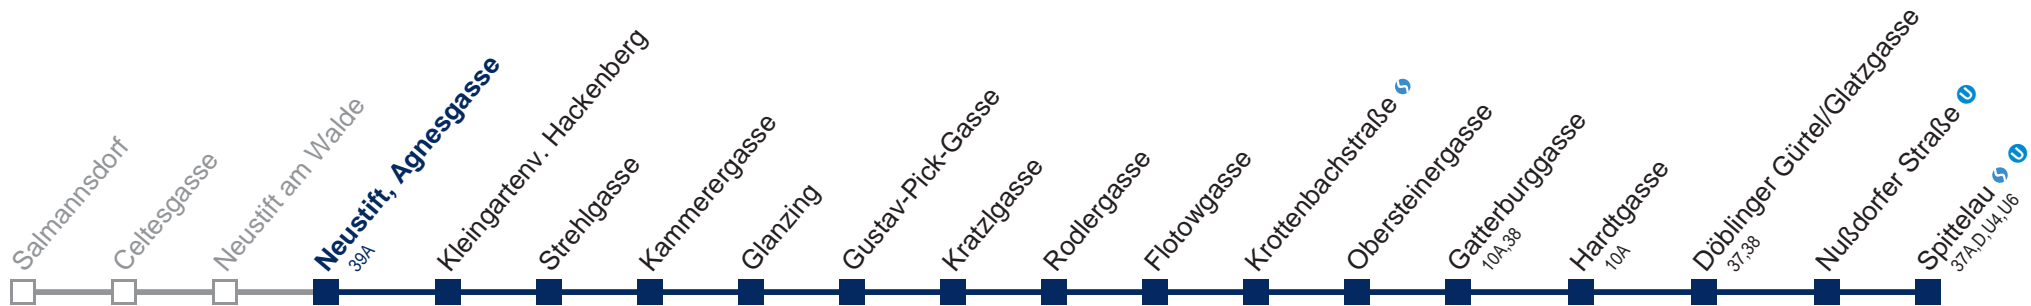 Salmannsdorf
Celtesgasse
Neustift am Walde
Neustift, Agnesgasse
39A
Kleingartenv. Hackenberg
Strehlgasse
Kammerergasse
Glanzing
Gustav-Pick-Gasse
Kratzlgasse
Rodlergasse
Flotowgasse
Krottenbachstraße S
Obersteinergasse
Gatterburggasse
10A,38
Hardtgasse
10A
Döblinger Gürtel/Glatzgasse
37,38
Nußdorfer Straße U
Spittelau S U
37A,D,U4,U6